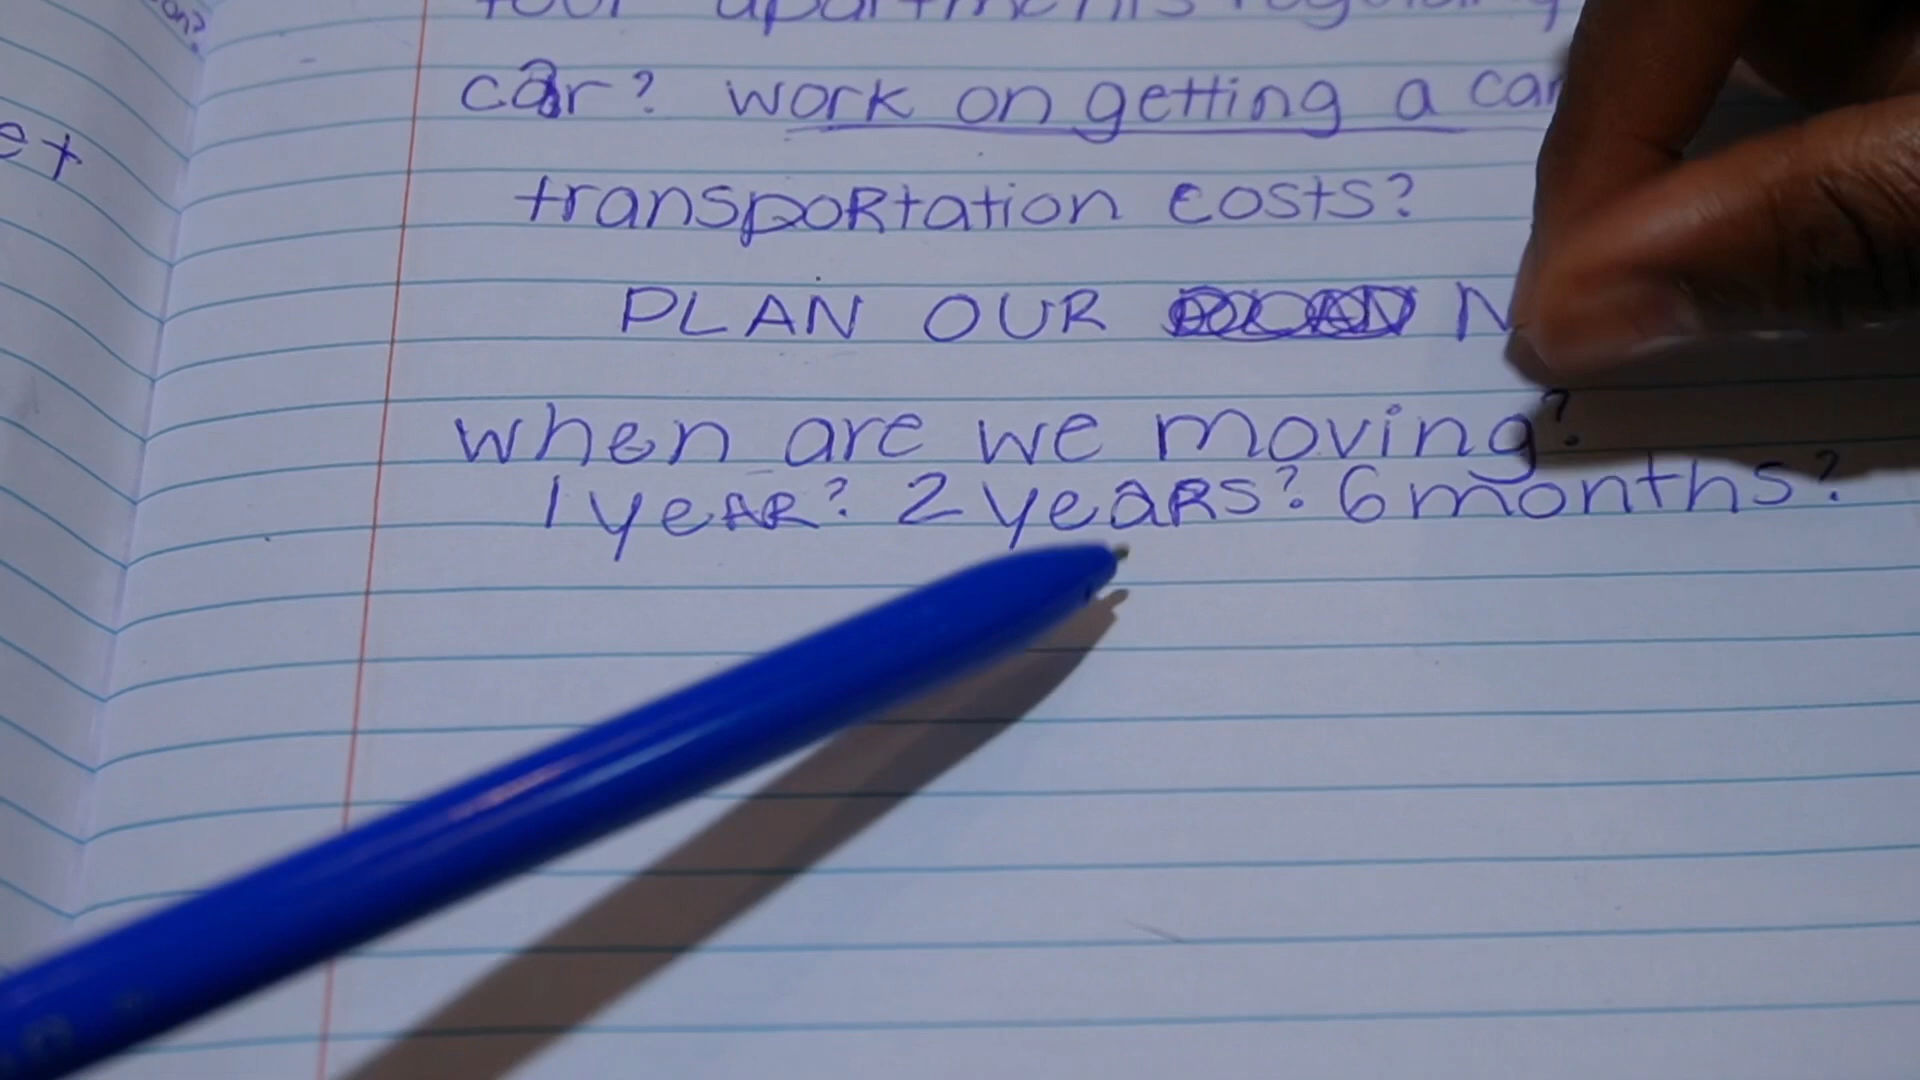 car? work on getting a car
transportation costs?
PLAN OUR
when are we moving?
1 yeAR? 2 yeaRS? 6 months?